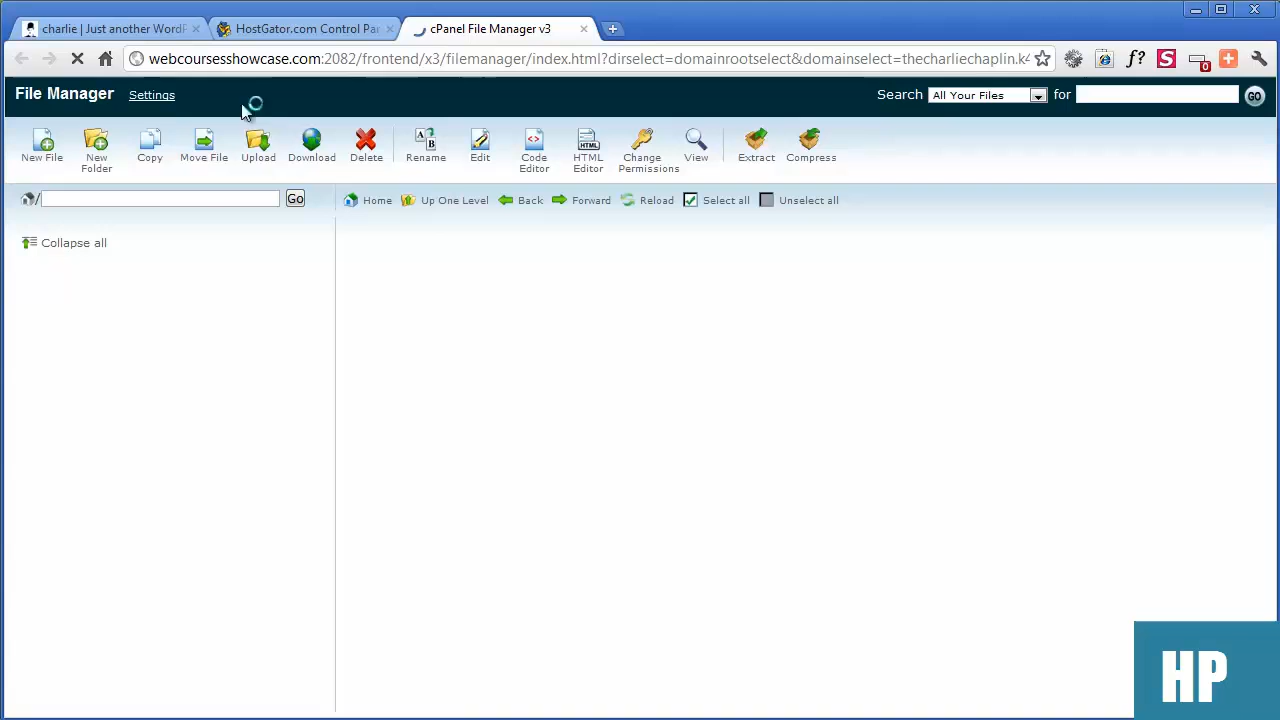 charlie | Just another WordP
HostGator.com Control Pa
cPanel File Manager v3
webcoursesshowcase.com:2082/frontend/x3/filemanager/index.html?dirselect=domainrootselect&domainselect=thecharliechaplin.k4
f?
S
0
File Manager
Settings
Search
All Your Files
for
GO
New File
New Folder
Copy
Move File
Upload
Download
Delete
Rename
Edit
Code Editor
HTML Editor
Change Permissions
View
Extract
Compress
/
Go
Home
Up One Level
Back
Forward
Reload
Select all
Unselect all
Collapse all
HP